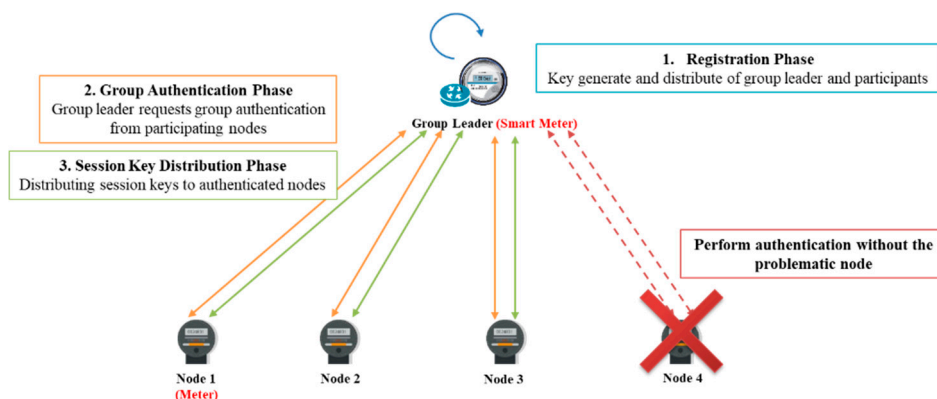 1. Registration Phase
Key generate and distribute of group leader and participants
2. Group Authentication Phase
Group leader requests group authentication
from participating nodes
Group Leader (Smart Meter)
3. Session Key Distribution Phase
Distributing session keys to authenticated nodes
Perform authentication without the
problematic node
Node 1
(Meter)
Node 2
Node 3
Node 4